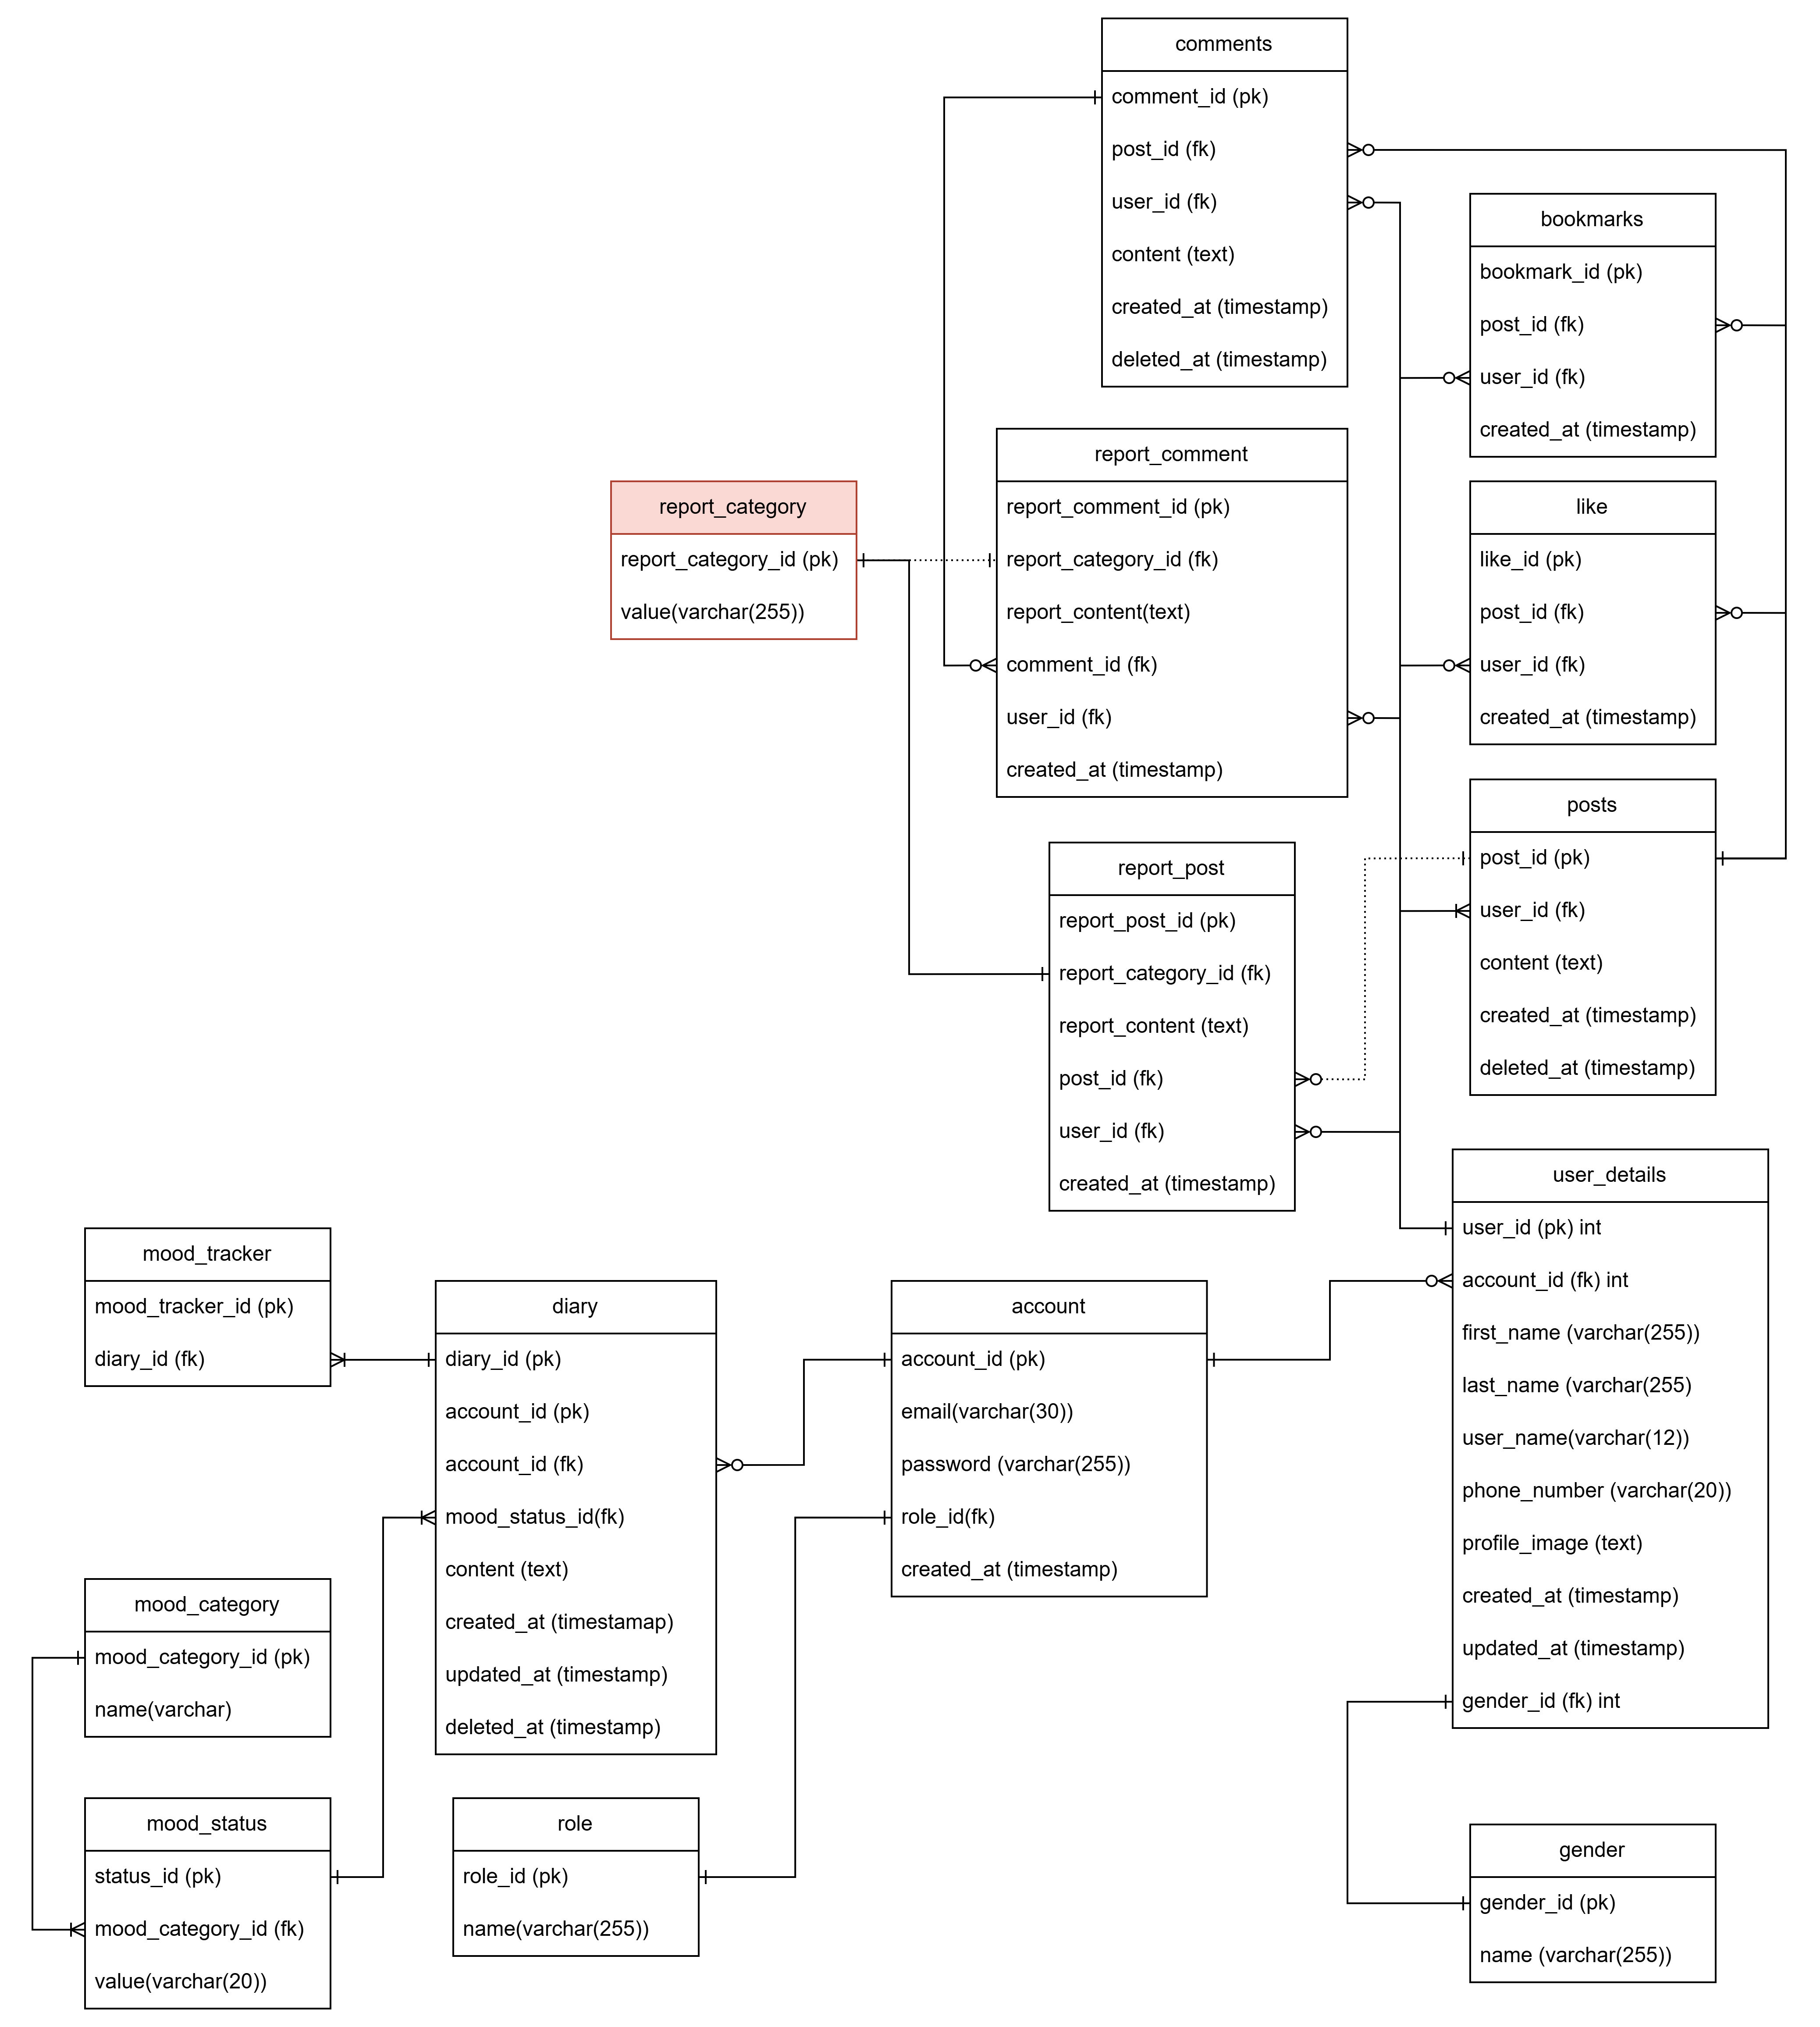 comments
comment_id (pk)
post_id (fk)
user_id (fk)
content (text)
created_at (timestamp)
deleted_at (timestamp)
bookmarks
bookmark_id (pk)
post_id (fk)
user_id (fk)
created_at (timestamp)
report_comment
report_comment_id (pk)
report_category_id (fk)
report_content(text)
comment_id (fk)
user_id (fk)
created_at (timestamp)
report_category
report_category_id (pk)
value(varchar(255))
like
like_id (pk)
post_id (fk)
user_id (fk)
created_at (timestamp)
posts
post_id (pk)
user_id (fk)
content (text)
created_at (timestamp)
deleted_at (timestamp)
report_post
report_post_id (pk)
report_category_id (fk)
report_content (text)
post_id (fk)
user_id (fk)
created_at (timestamp)
user_details
user_id (pk) int
account_id (fk) int
first_name (varchar(255))
last_name (varchar(255)
user_name(varchar(12))
phone_number (varchar(20))
profile_image (text)
created_at (timestamp)
updated_at (timestamp)
gender_id (fk) int
mood_tracker
mood_tracker_id (pk)
diary_id (fk)
diary
diary_id (pk)
account_id (pk)
account_id (fk)
mood_status_id(fk)
content (text)
created_at (timestamap)
updated_at (timestamp)
deleted_at (timestamp)
account
account_id (pk)
email(varchar(30))
password (varchar(255))
role_id(fk)
created_at (timestamp)
mood_category
mood_category_id (pk)
name(varchar)
mood_status
status_id (pk)
mood_category_id (fk)
value(varchar(20))
role
role_id (pk)
name(varchar(255))
gender
gender_id (pk)
name (varchar(255))